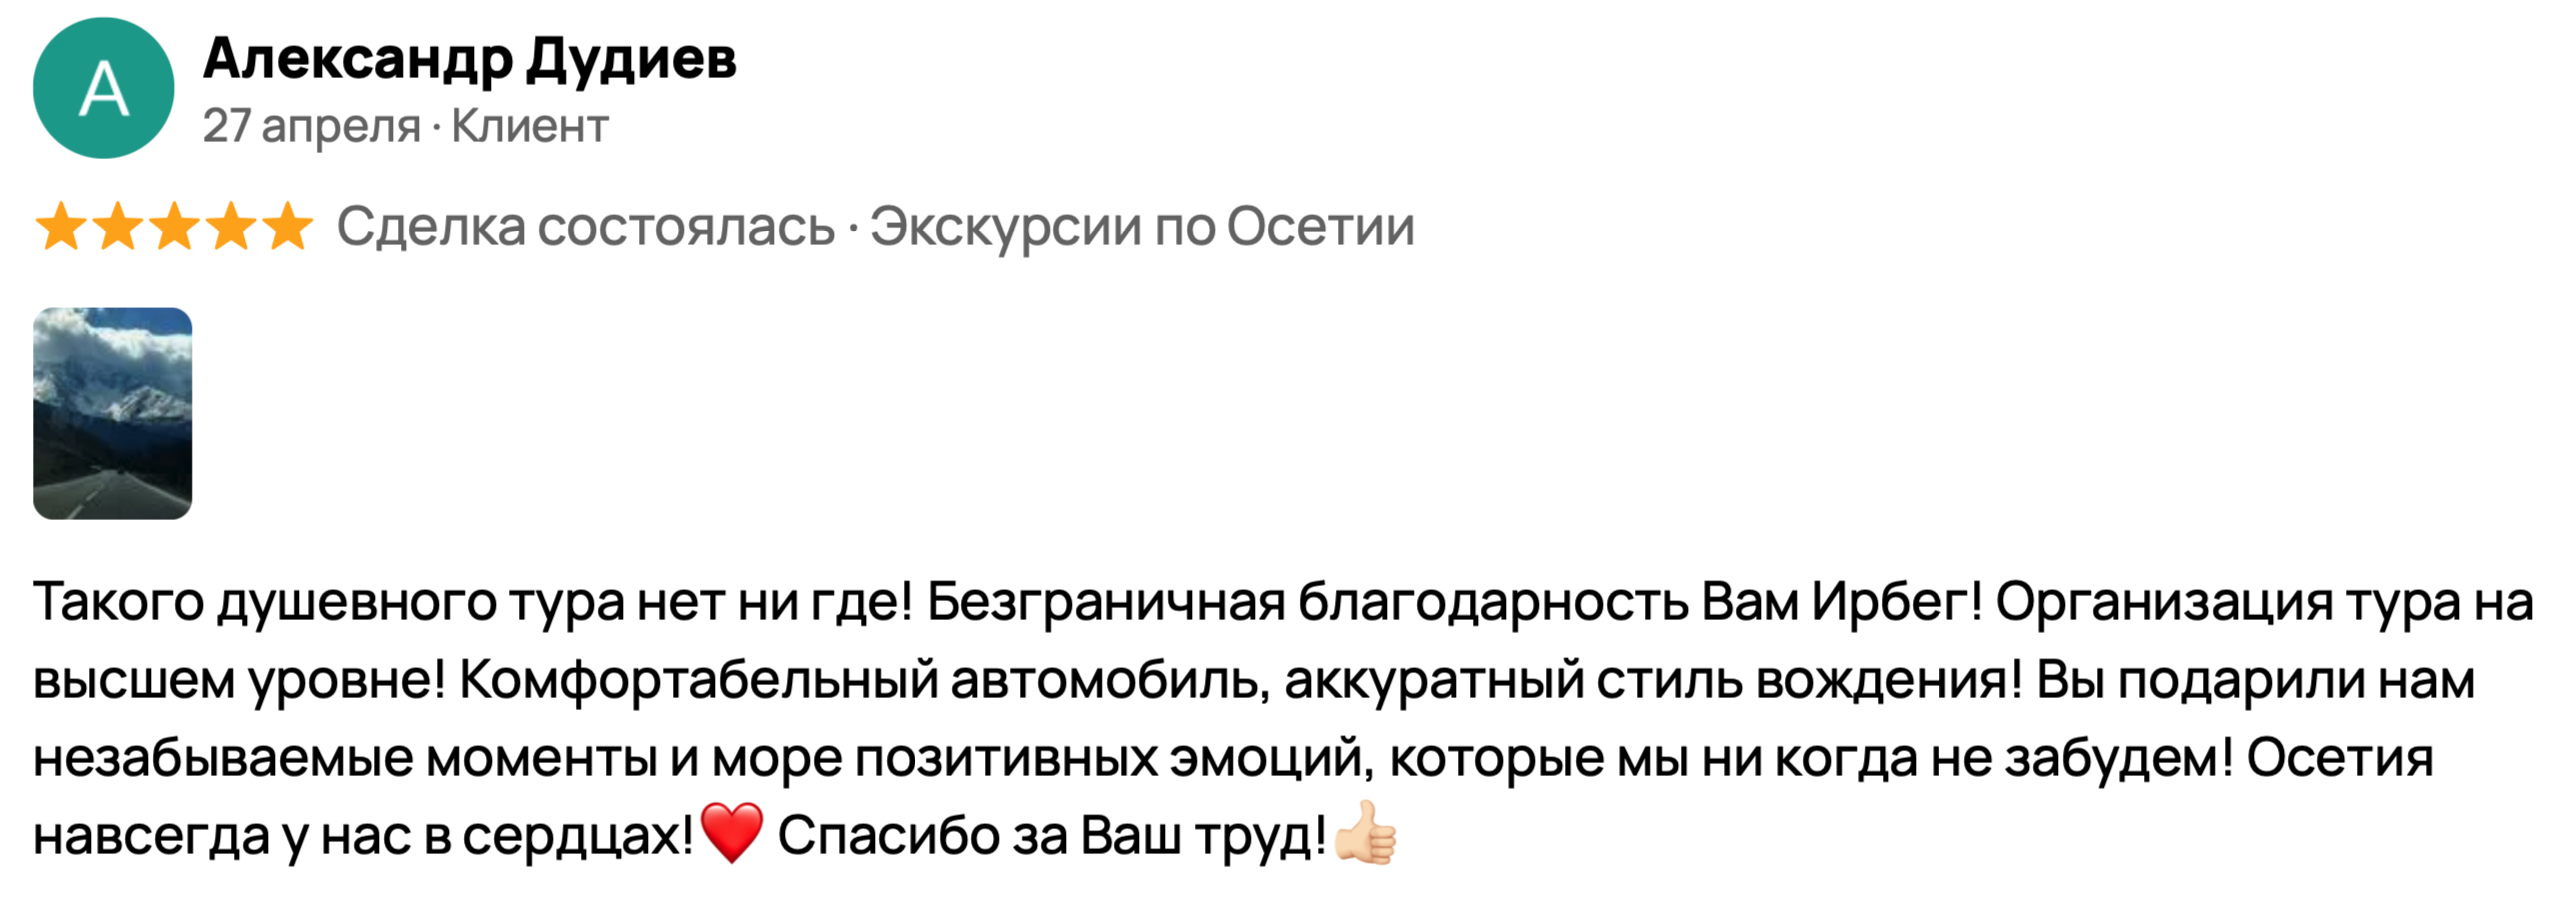 А
Александр Дудиев
27 апреля · Клиент
Сделка состоялась · Экскурсии по Осетии
Такого душевного тура нет ни где! Безграничная благодарность Вам Ирбег! Организация тура на
высшем уровне! Комфортабельный автомобиль, аккуратный стиль вождения! Вы подарили нам
незабываемые моменты и море позитивных эмоций, которые мы ни когда не забудем! Осетия
навсегда у нас в сердцах!❤️ Спасибо за Ваш труд!👍🏻